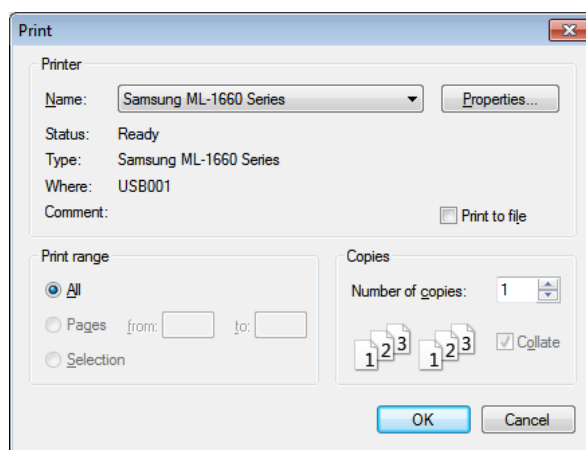 Print
Printer
Name: Samsung ML-1660 Series Properties...
Status: Ready
Type: Samsung ML-1660 Series
Where: USB001
Comment: Print to file
Print range Copies
All Number of copies: 1
Pages from: to:
Selection 1 2 3 1 2 3 Collate
OK Cancel